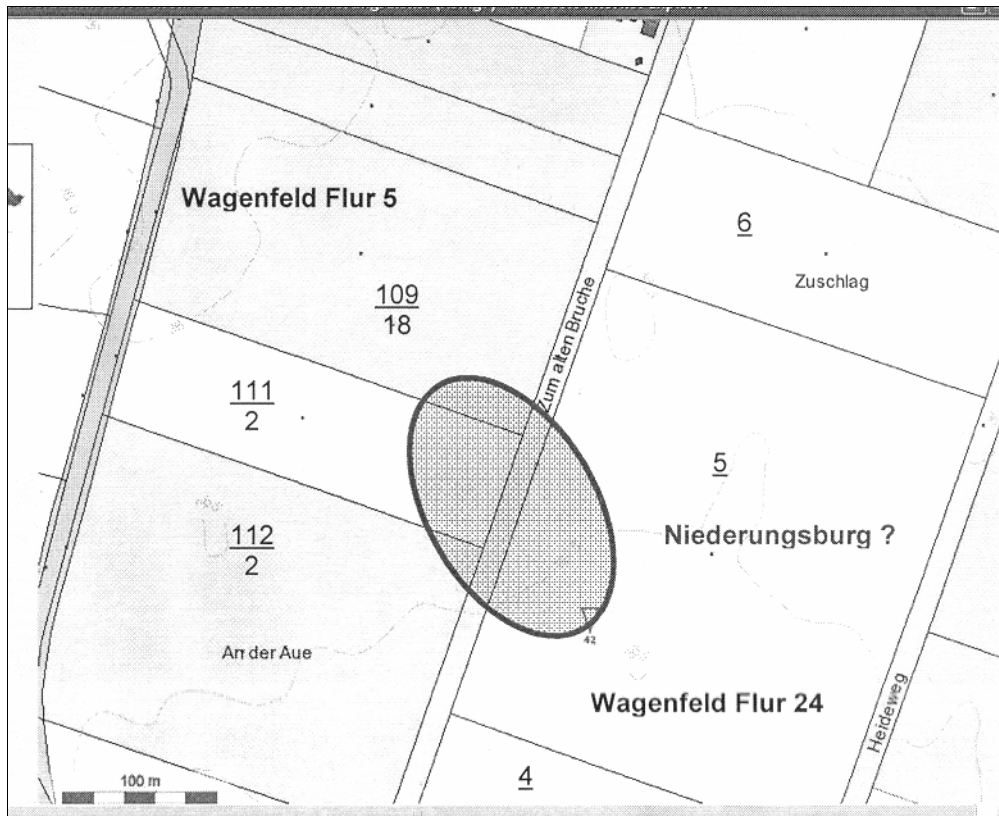 Wagenfeld Flur 5
6
Zuschlag
109
18
Zum alten Bruche
111
2
5
Niederungsburg ?
112
2
42
An der Aue
Wagenfeld Flur 24
Heideweg
4
100 m